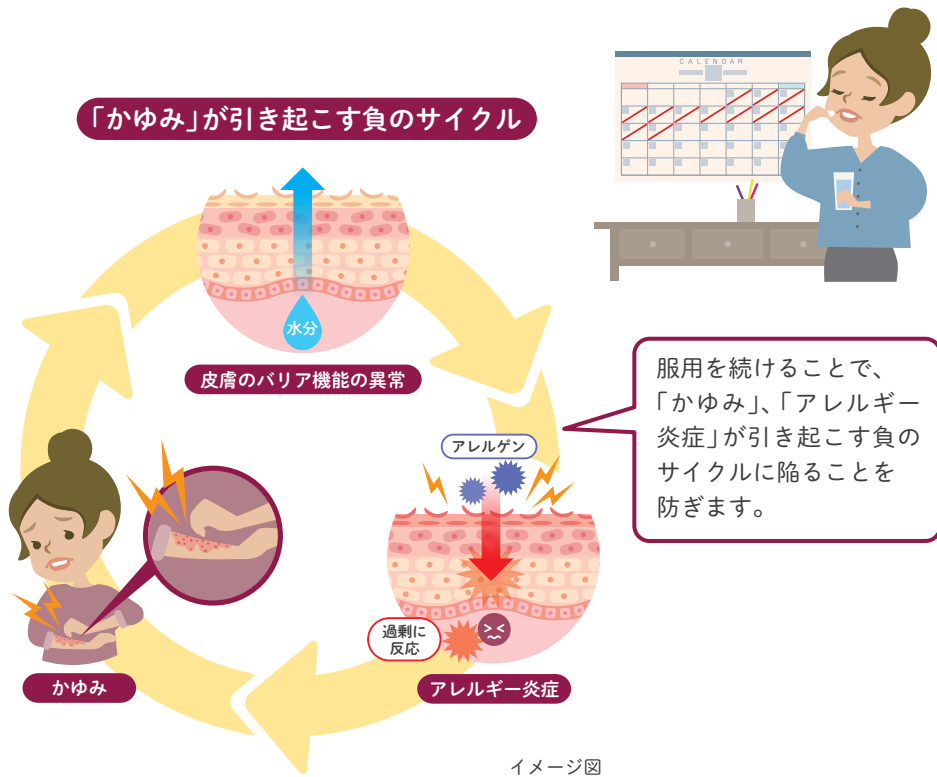 CALENDAR
「かゆみ」が引き起こす負のサイクル
水分
皮膚のバリア機能の異常
服用を続けることで、
「かゆみ」、「アレルギー
炎症」が引き起こす負の
サイクルに陥ることを
防ぎます。
アレルゲン
過剰に
反応
かゆみ
アレルギー炎症
イメージ図